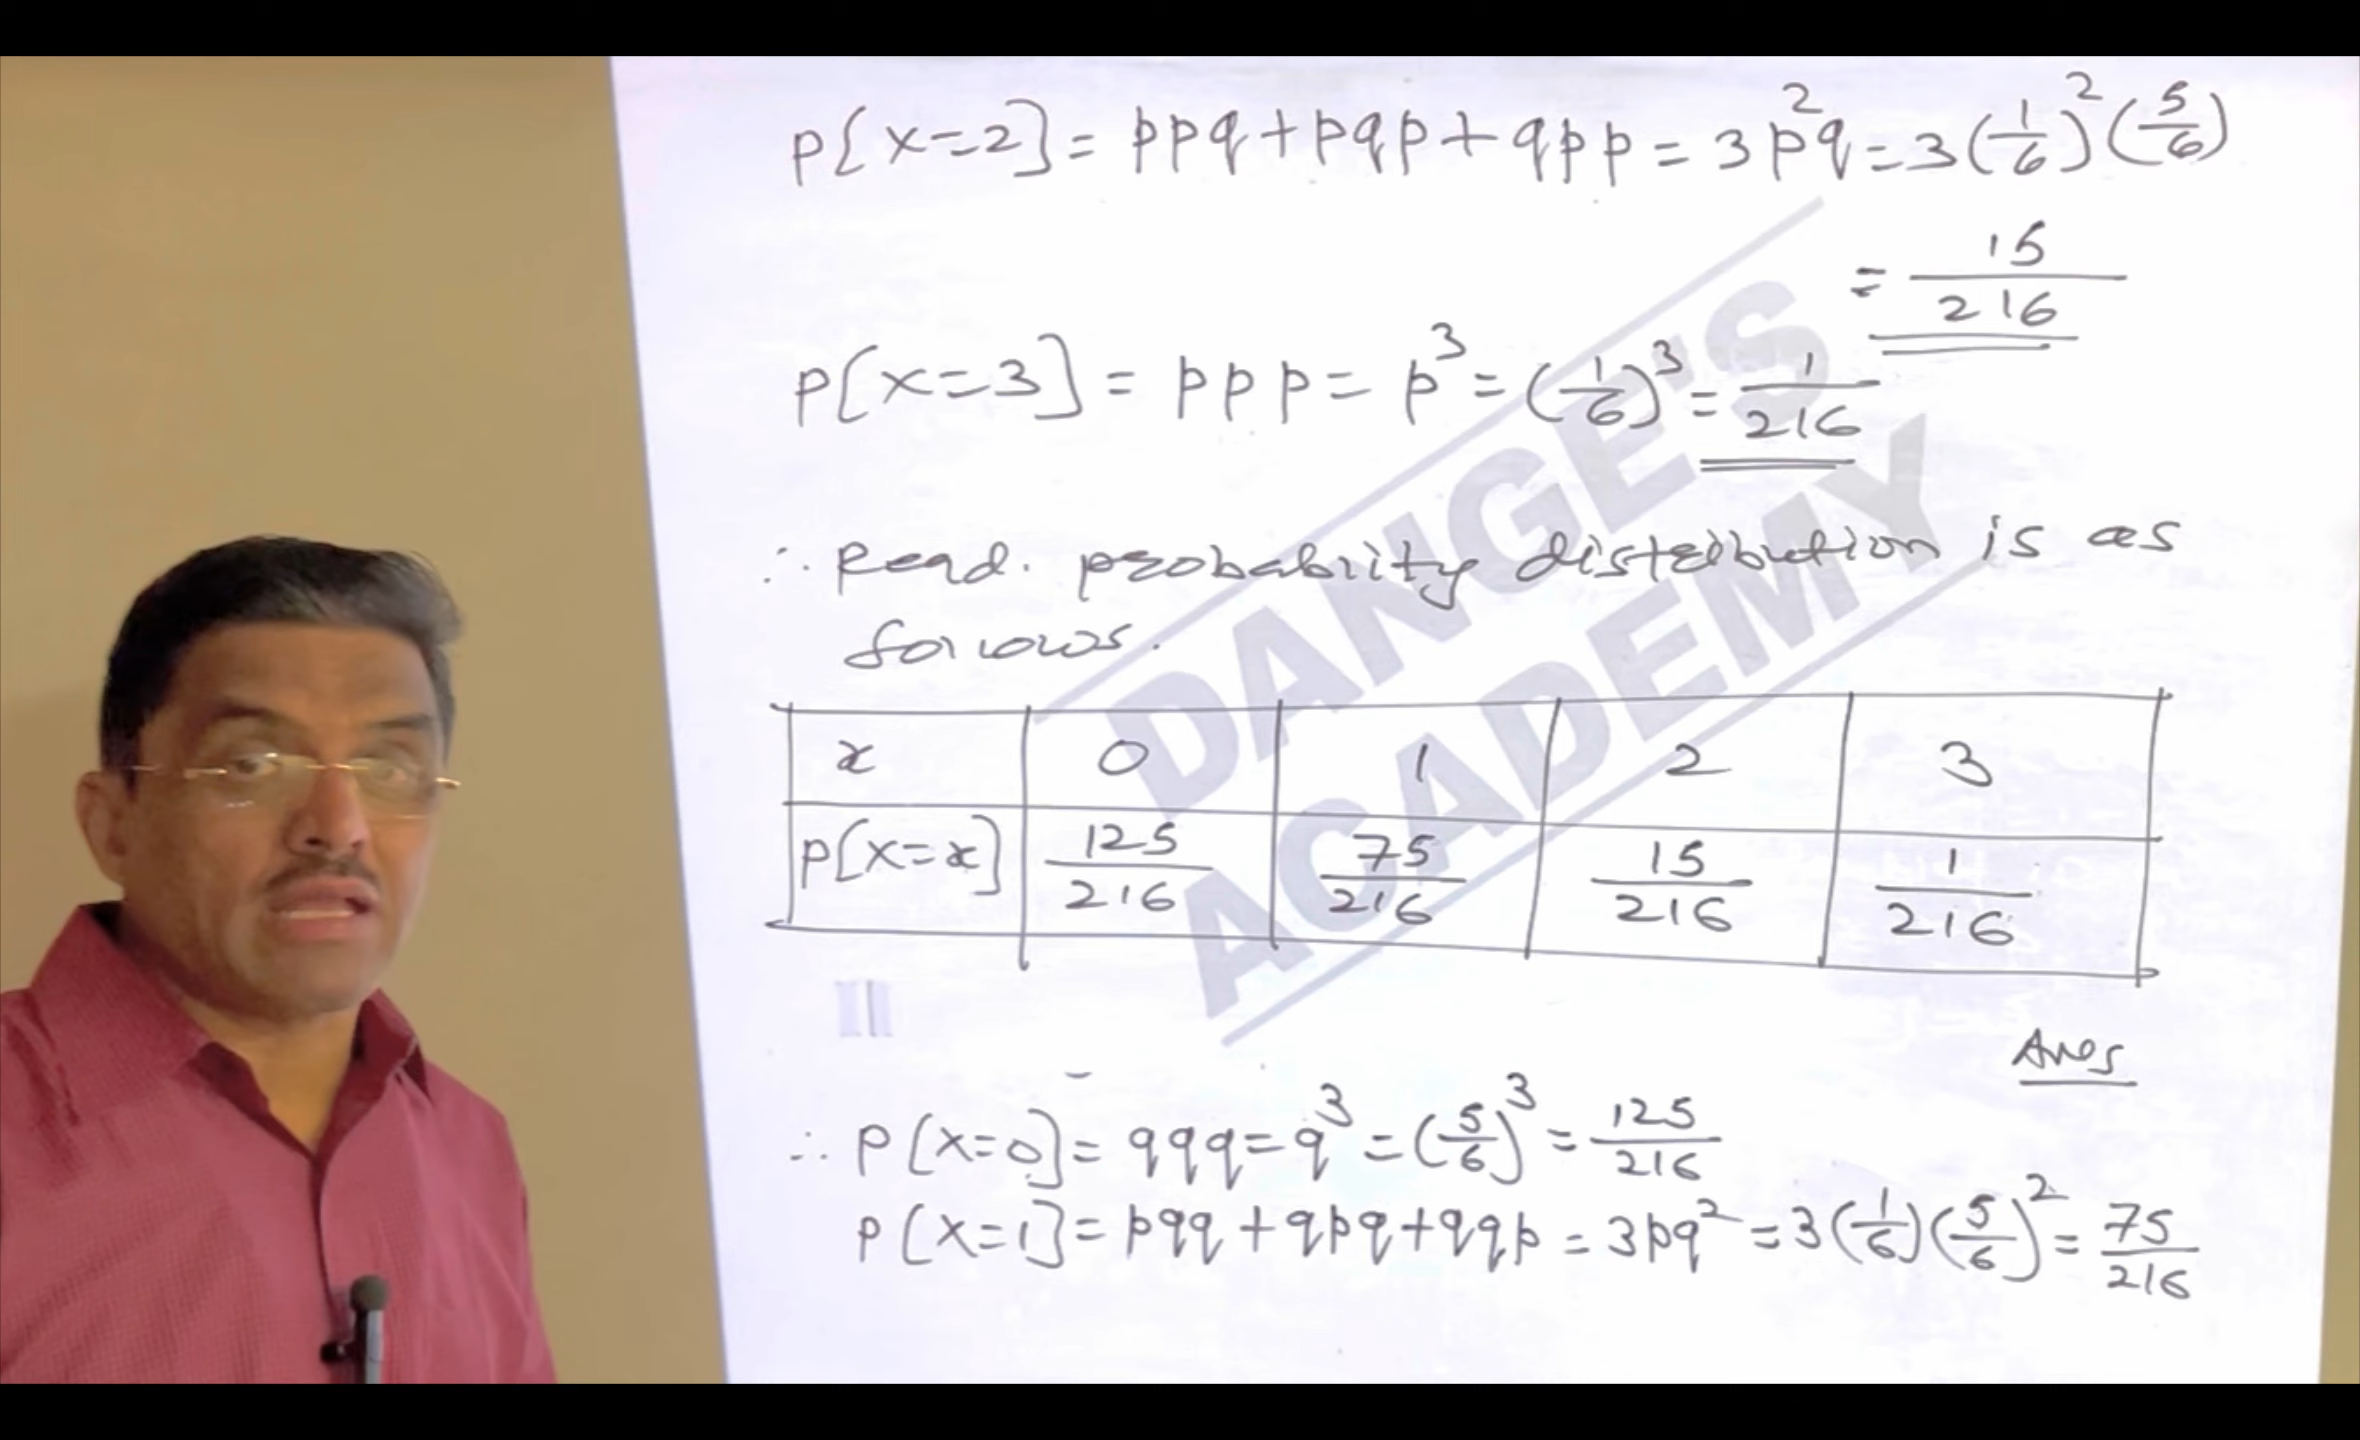 P[X=2] = ppq + pqp + qpp = 3p²q = 3(1/6)²(5/6)
= 15/216
P[X=3] = ppp = p³ = (1/6)³ = 1/216
∴ Reqd. probability distribution is as
follows.
x 0 1 2 3
P[X=x] 125/216 75/216 15/216 1/216
Ans
∴ P[X=0] = qqq = q³ = (5/6)³ = 125/216
P[X=1] = pqq + qpq + qqp = 3pq² = 3(1/6)(5/6)² = 75/216
DANGE'S
ACADEMY